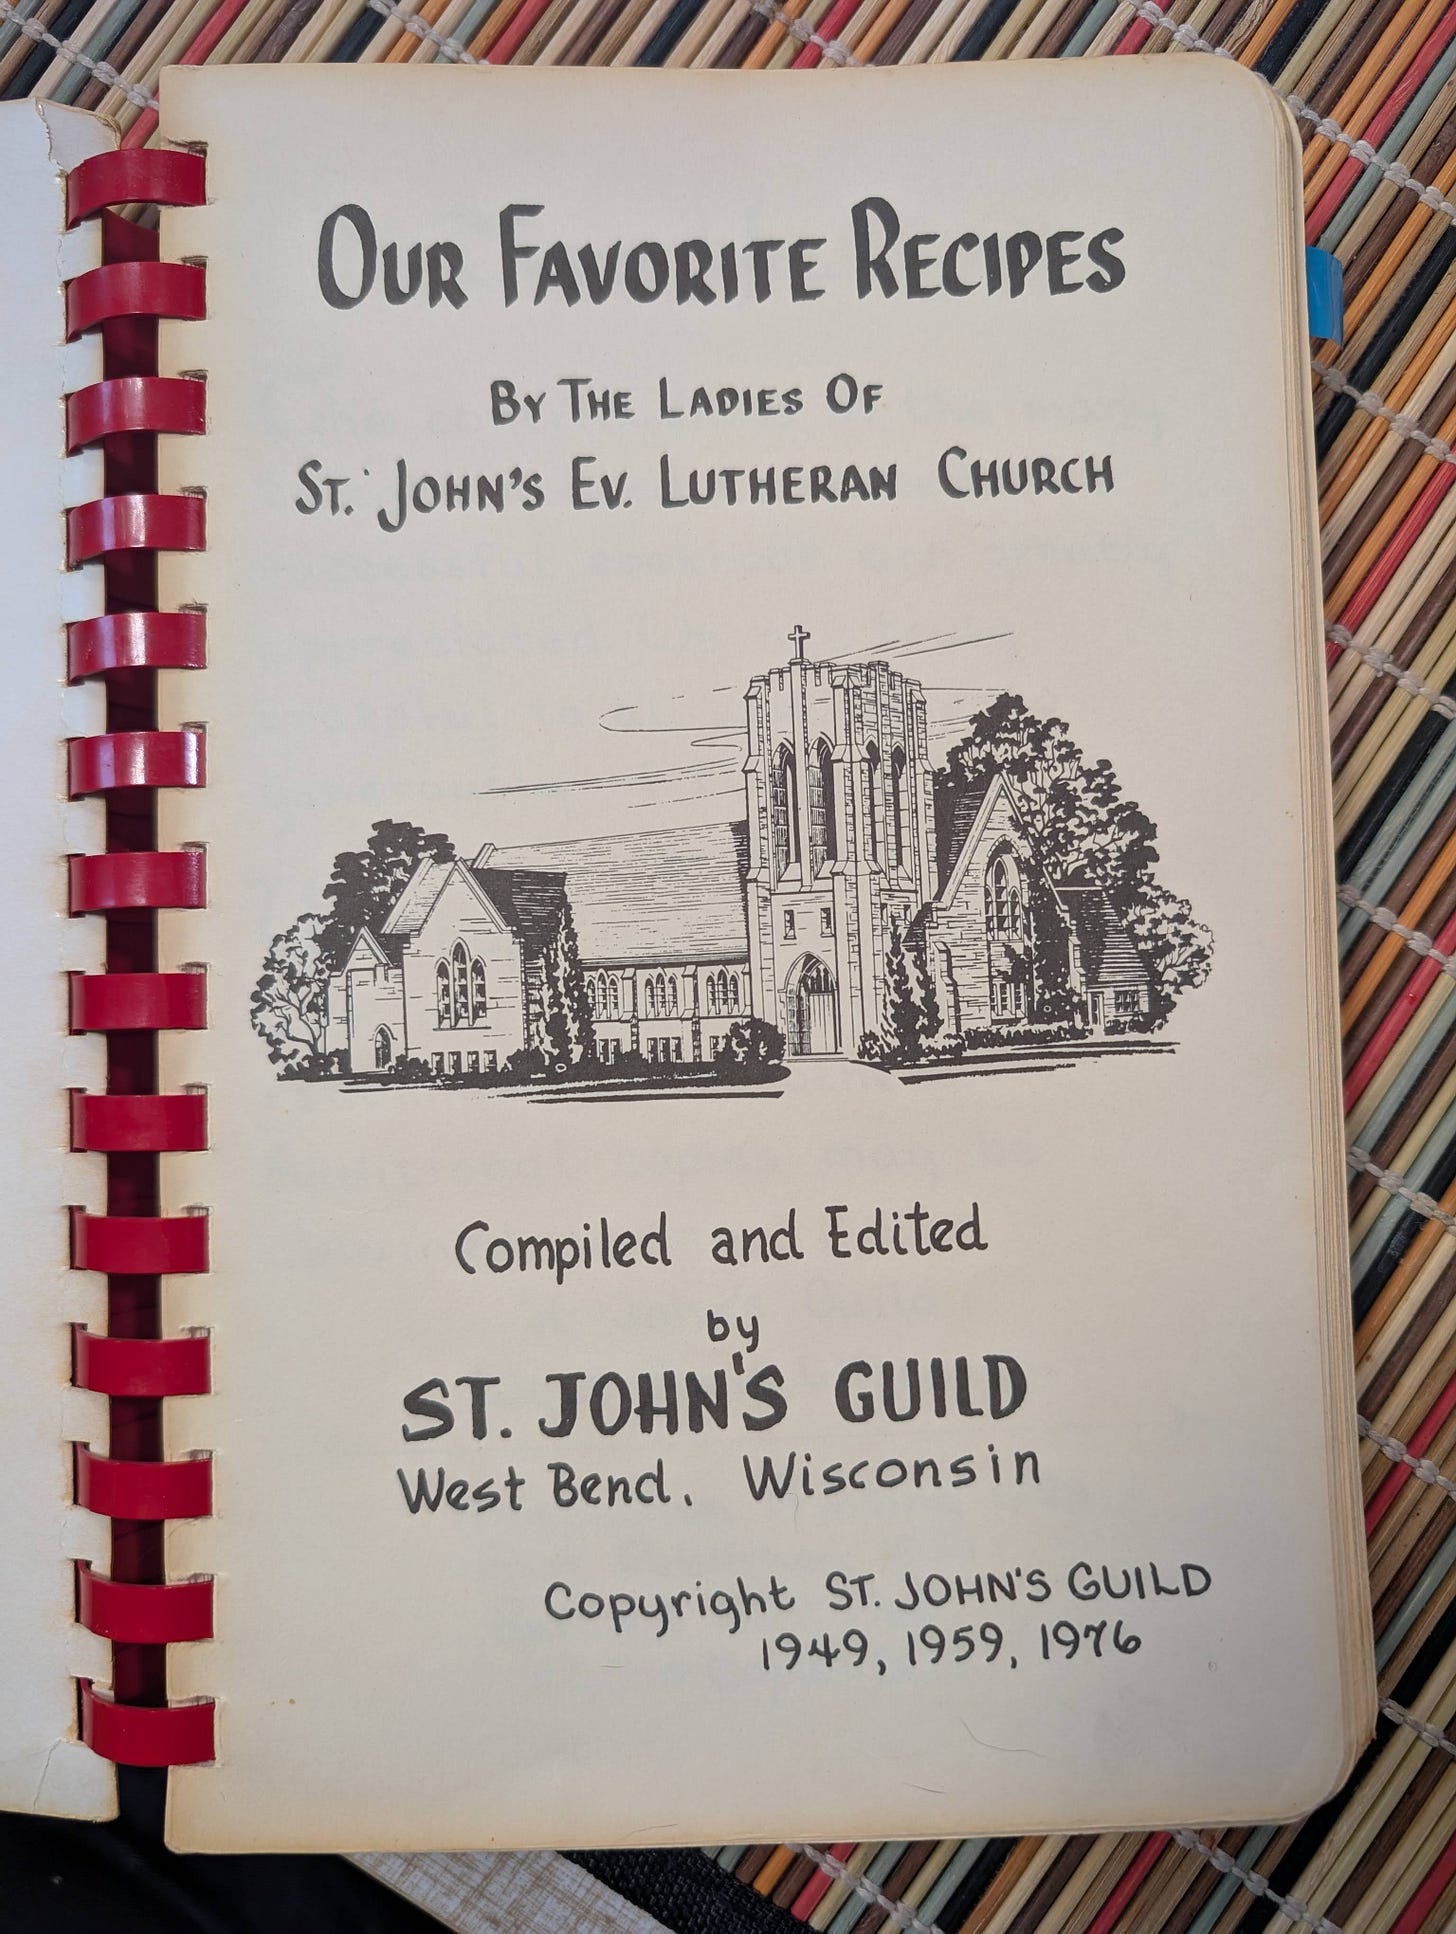 OUR FAVORITE RECIPES
BY THE LADIES OF
ST. JOHN'S EV. LUTHERAN CHURCH
Compiled and Edited
by
ST. JOHN'S GUILD
West Bend, Wisconsin
Copyright ST. JOHN'S GUILD
1949, 1959, 1976